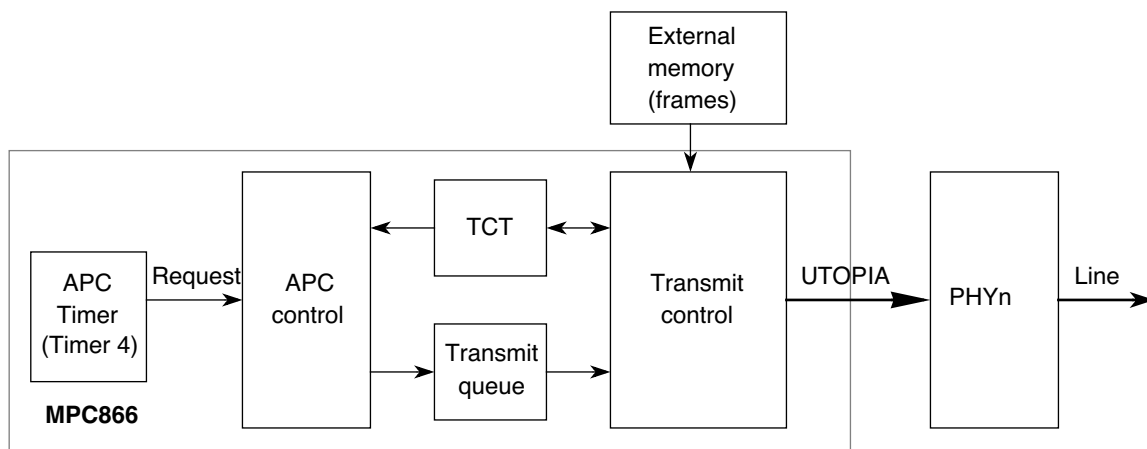 External
memory
(frames)
APC
Timer
(Timer 4)
Request
APC
control
TCT
Transmit
queue
Transmit
control
UTOPIA
PHYn
Line
MPC866